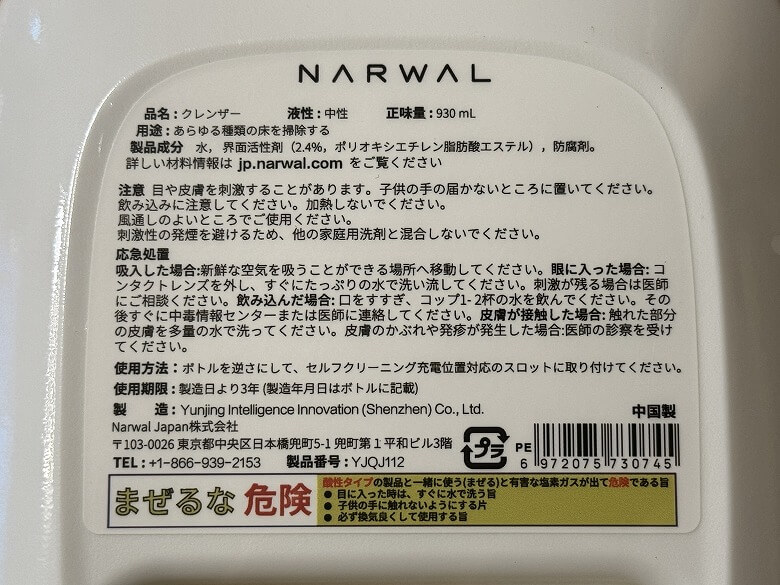 NARWAL
品名：クレンザー 液性：中性 正味量：930 mL
用途：あらゆる種類の床を掃除する
製品成分 水，界面活性剤（2.4%，ポリオキシエチレン脂肪酸エステル），防腐剤。
詳しい材料情報は jp.narwal.com をご覧ください
注意 目や皮膚を刺激することがあります。子供の手の届かないところに置いてください。
飲み込みに注意してください。加熱しないでください。
風通しのよいところでご使用ください。
刺激性の発煙を避けるため、他の家庭用洗剤と混合しないでください。
応急処置
吸入した場合:新鮮な空気を吸うことができる場所へ移動してください。眼に入った場合: コ
ンタクトレンズを外し、すぐにたっぷりの水で洗い流してください。刺激が残る場合は医師
にご相談ください。飲み込んだ場合: 口をすすぎ、コップ1-2杯の水を飲んでください。その
後すぐに中毒情報センターまたは医師に連絡してください。皮膚が接触した場合: 触れた部分
の皮膚を多量の水で洗ってください。皮膚のかぶれや発疹が発生した場合:医師の診察を受け
てください。
使用方法：ボトルを逆さにして、セルフクリーニング充電位置対応のスロットに取り付けてください。
使用期限：製造日より3年 (製造年月日はボトルに記載)
製 造：Yunjing Intelligence Innovation (Shenzhen) Co., Ltd. 中国製
Narwal Japan株式会社
〒103-0026 東京都中央区日本橋兜町5-1 兜町第１平和ビル3階
TEL：+1-866-939-2153 製品番号：YJQJ112
プラ PE
6 972075 730745
まぜるな 危険
酸性タイプの製品と一緒に使う(まぜる)と有害な塩素ガスが出て危険である旨
● 目に入った時は、すぐに水で洗う旨
● 子供の手に触れないようにする片
● 必ず換気良くして使用する旨